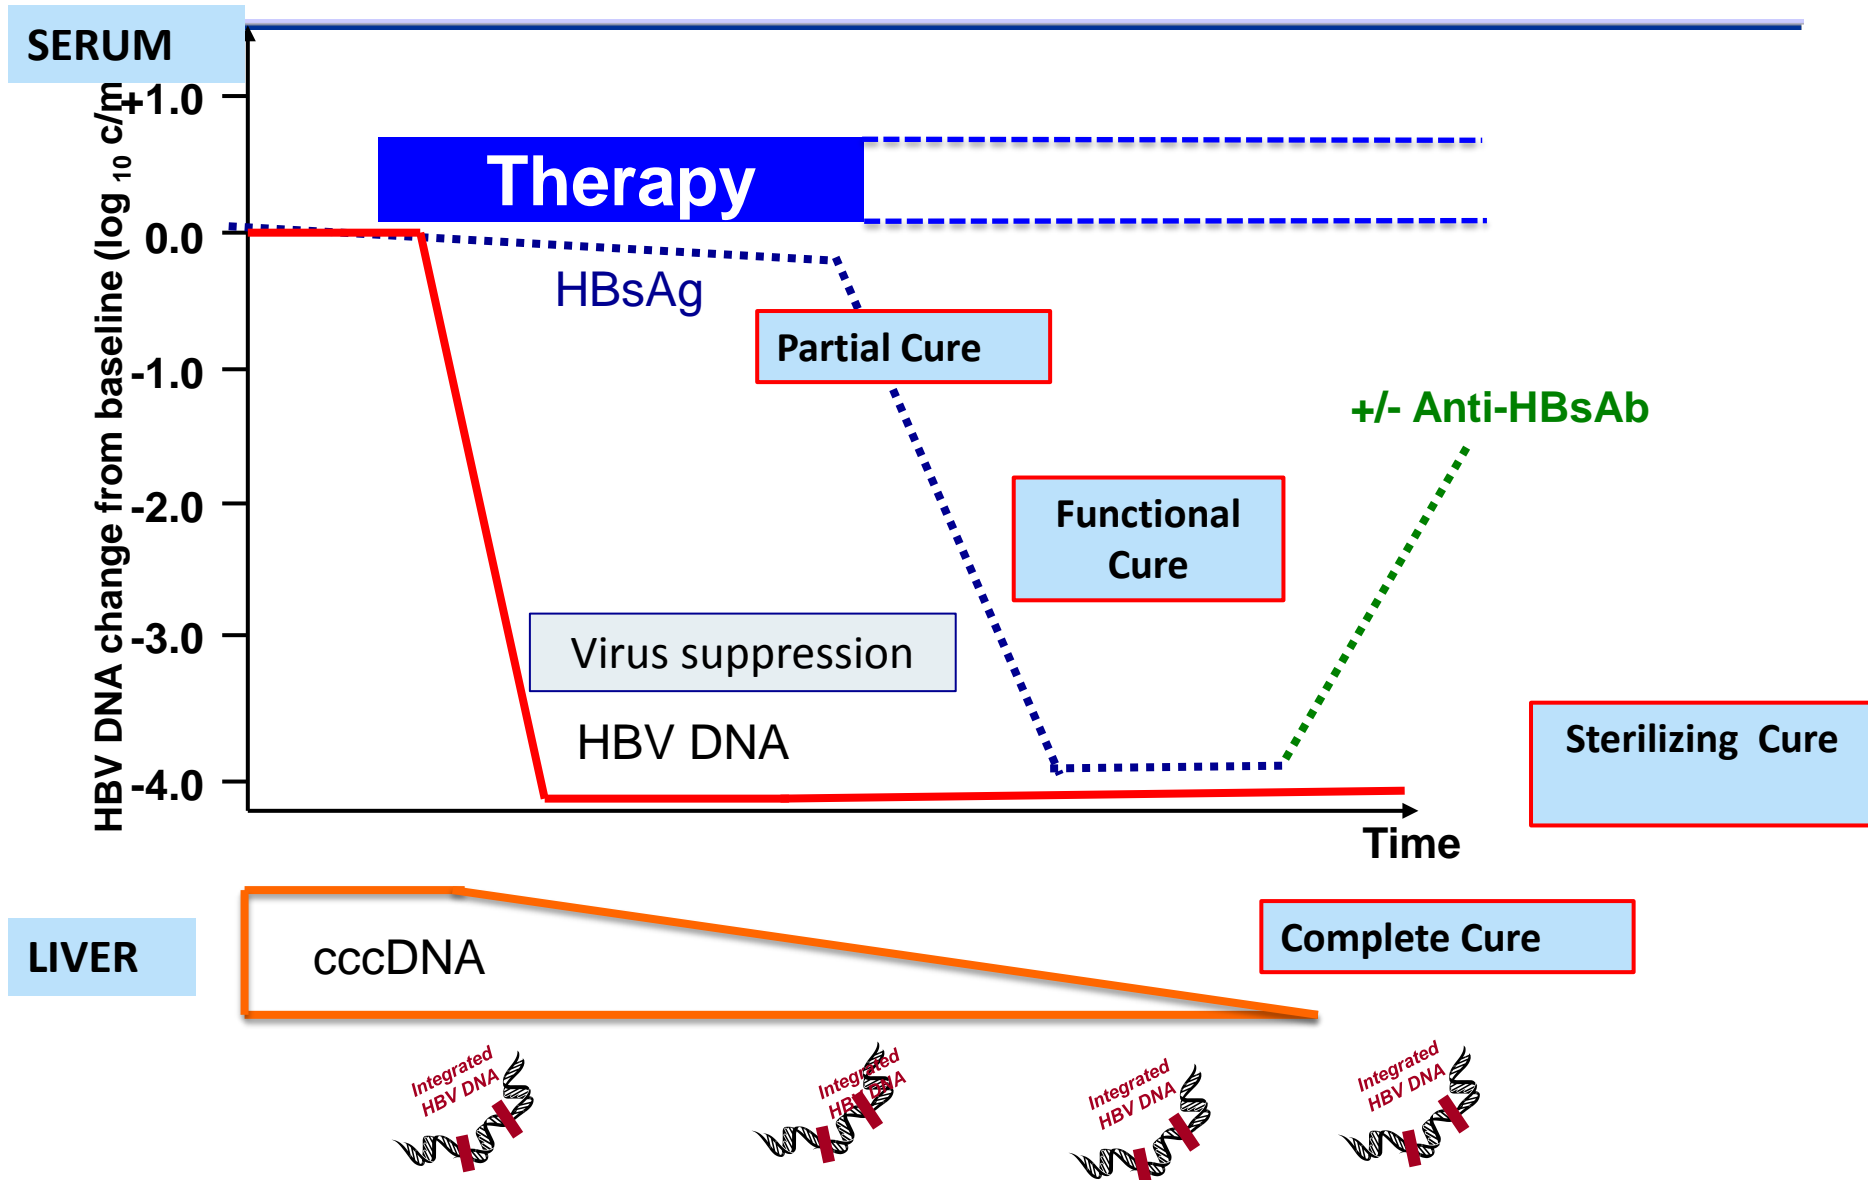 SERUM
HBV DNA change from baseline (log 10 c/m
+1.0
0.0
-1.0
-2.0
-3.0
-4.0
Therapy
HBsAg
Partial Cure
+/- Anti-HBsAb
Functional
Cure
Virus suppression
HBV DNA
Sterilizing Cure
Time
LIVER
cccDNA
Complete Cure
Integrated
HBV DNA
Integrated
HBV DNA
Integrated
HBV DNA
Integrated
HBV DNA